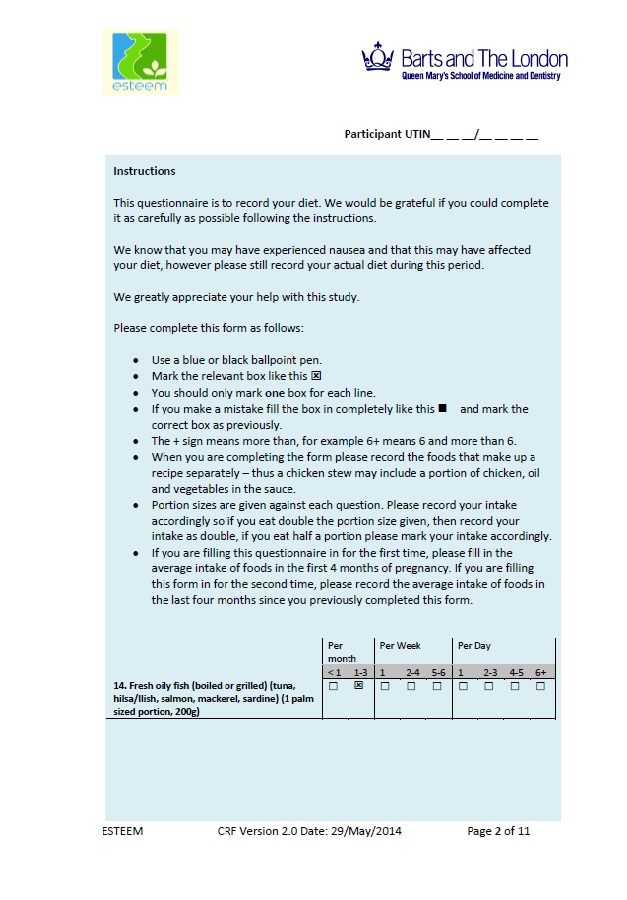 esteem
Barts and The London
Queen Mary's School of Medicine and Dentistry
Participant UTIN__ __ __/__ __ __ __
Instructions
This questionnaire is to record your diet. We would be grateful if you could complete
it as carefully as possible following the instructions.
We know that you may have experienced nausea and that this may have affected
your diet, however please still record your actual diet during this period.
We greatly appreciate your help with this study.
Please complete this form as follows:
• Use a blue or black ballpoint pen.
• Mark the relevant box like this ☒
• You should only mark one box for each line.
• If you make a mistake fill the box in completely like this ■ and mark the
correct box as previously.
• The + sign means more than, for example 6+ means 6 and more than 6.
• When you are completing the form please record the foods that make up a
recipe separately – thus a chicken stew may include a portion of chicken, oil
and vegetables in the sauce.
• Portion sizes are given against each question. Please record your intake
accordingly so if you eat double the portion size given, then record your
intake as double, if you eat half a portion please mark your intake accordingly.
• If you are filling this questionnaire in for the first time, please fill in the
average intake of foods in the first 4 months of pregnancy. If you are filling
this form in for the second time, please record the average intake of foods in
the last four months since you previously completed this form.
Per month Per Week Per Day
<1 1-3 1 2-4 5-6 1 2-3 4-5 6+
14. Fresh oily fish (boiled or grilled) (tuna, ☐ ☒ ☐ ☐ ☐ ☐ ☐ ☐ ☐
hilsa/llish, salmon, mackerel, sardine) (1 palm
sized portion, 200g)
ESTEEM CRF Version 2.0 Date: 29/May/2014 Page 2 of 11